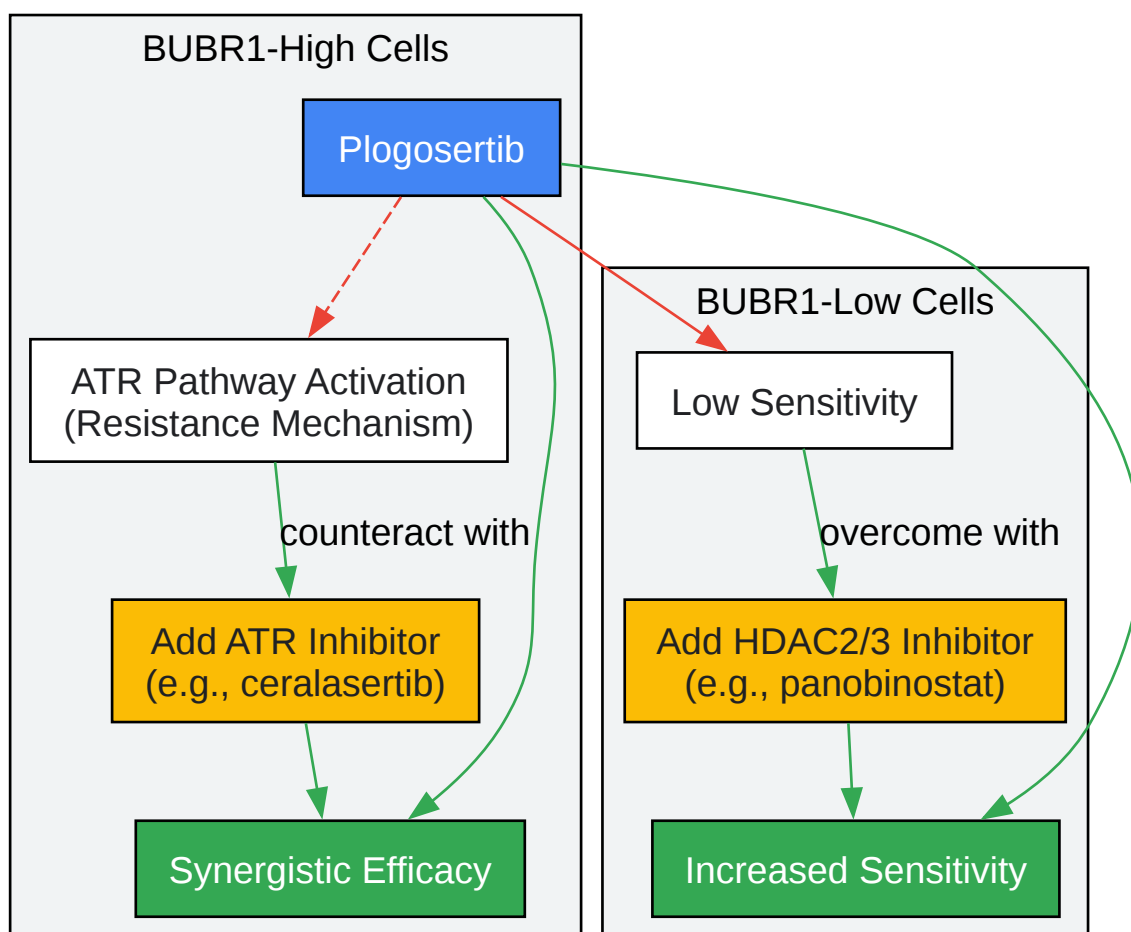 BUBR1-High Cells
Plogosertib
ATR Pathway Activation
(Resistance Mechanism)
counteract with
Add ATR Inhibitor
(e.g., ceralasertib)
Synergistic Efficacy
BUBR1-Low Cells
Low Sensitivity
overcome with
Add HDAC2/3 Inhibitor
(e.g., panobinostat)
Increased Sensitivity